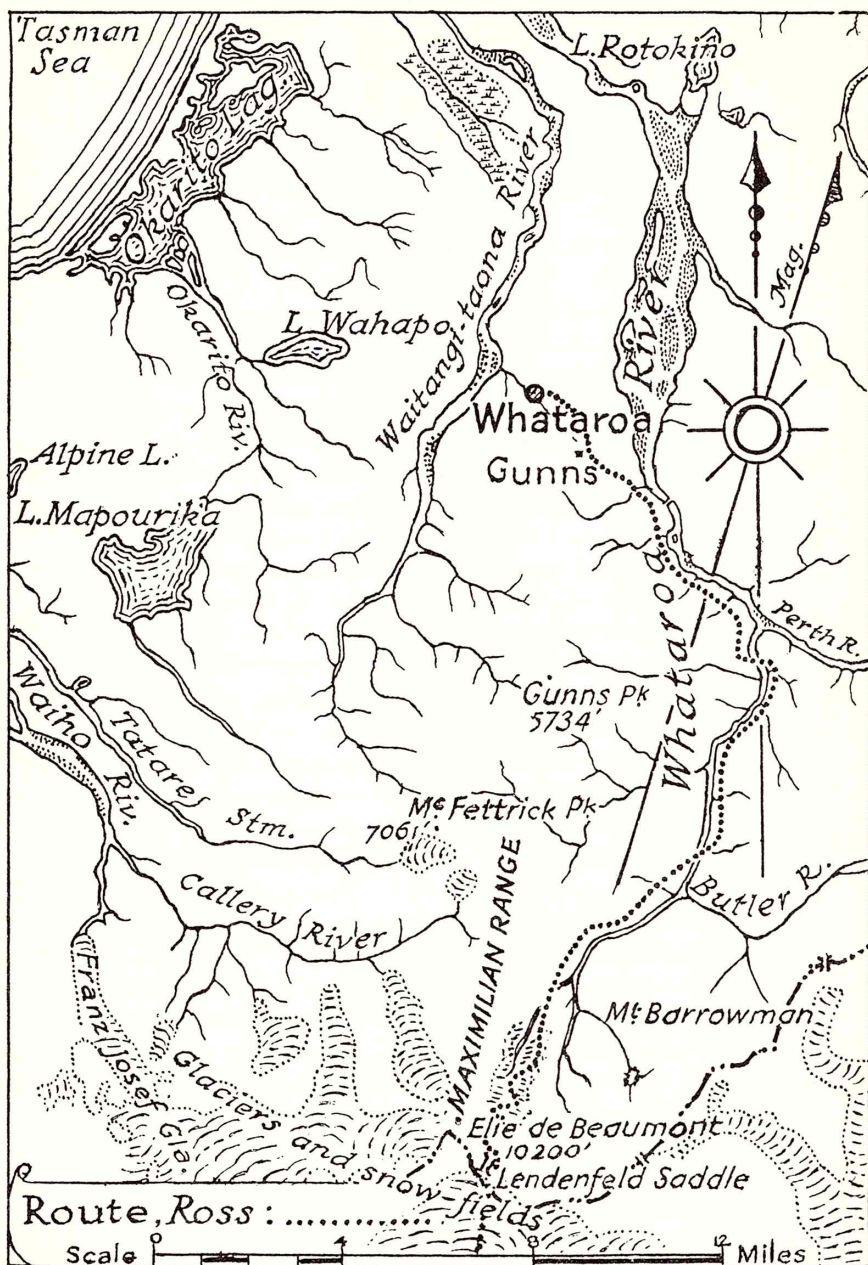 Tasman
Sea
L. Rotokino
Okarito Lag.
Waitangi-taona River
River
Mag.
Okarito Riv.
L. Wahapo
Whataroa
Gunns
Alpine L.
L. Mapourika
Whataroa
Perth R.
Gunns Pk
5734'
Waiho Riv.
Tatares Stm.
Mc Fettrick Pk
706'
Callery River
Butler R.
MAXIMILIAN RANGE
Franz Josef Gla.
Glaciers and snow-fields
Mt. Barrowman
Elie de Beaumont
10200'
Lendenfeld Saddle
Route, Ross :
Scale 0 4 8 12 Miles